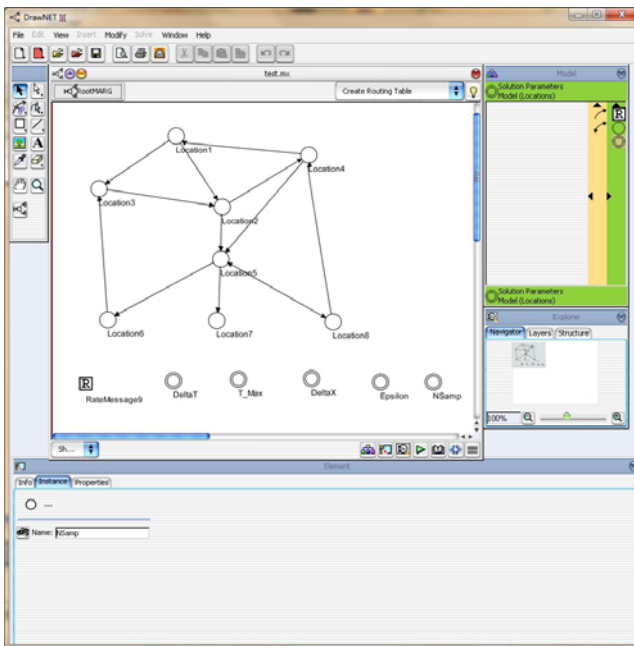 DrawNET
File Edit View Insert Modify Solve Window Help
test.mx
Model
RootMARG
Create Routing Table
Solution Parameters
Model (Locations)
R
A
Location1
Location4
Location3
Location2
Location5
Location6
Location7
Location8
R
RateMessage9
DeltaT
T_Max
DeltaX
Epsilon
NSamp
Solution Parameters
Model (Locations)
Explorer
Navigator Layers Structure
100%
Sh...
Element
Info Instance Properties
---
Name: NSamp